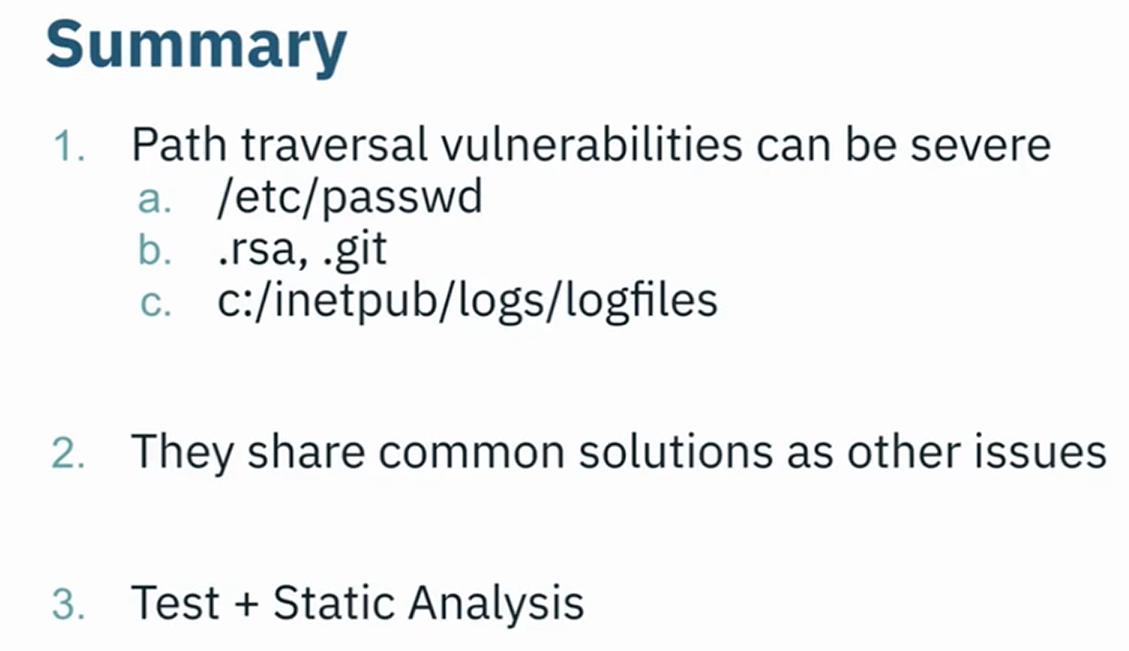 Summary
1. Path traversal vulnerabilities can be severe
a. /etc/passwd
b. .rsa, .git
c. c:/inetpub/logs/logfiles
2. They share common solutions as other issues
3. Test + Static Analysis